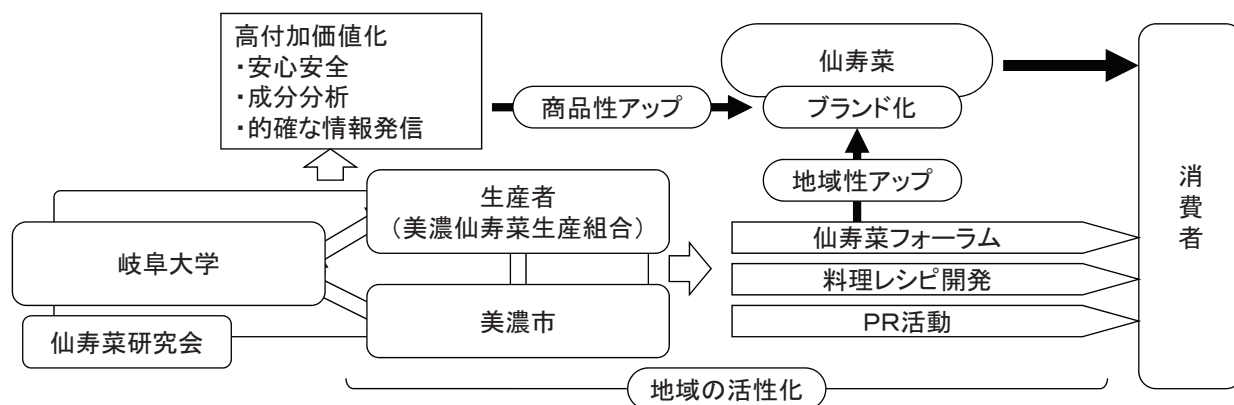 高付加価値化
・安心安全
・成分分析
・的確な情報発信
商品性アップ
仙寿菜
ブランド化
地域性アップ
生産者
（美濃仙寿菜生産組合）
岐阜大学
美濃市
仙寿菜研究会
仙寿菜フォーラム
料理レシピ開発
PR活動
地域の活性化
消費者